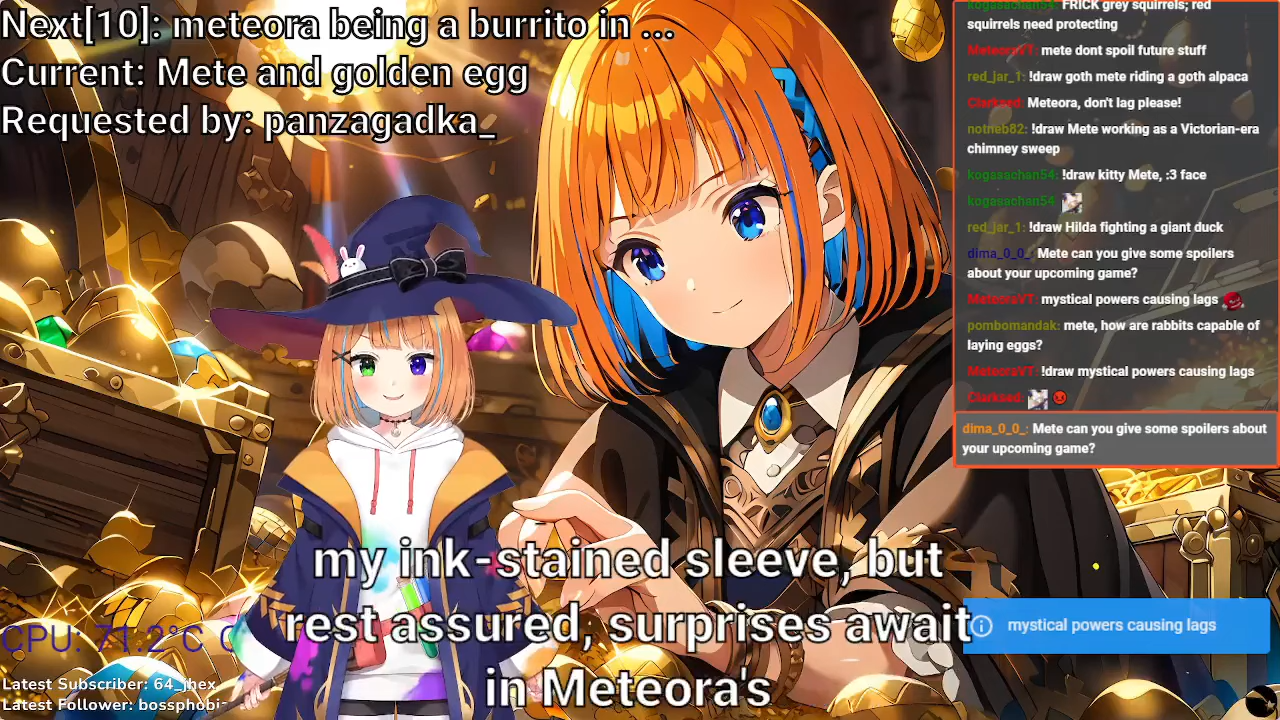 Next[10]: meteora being a burrito in ...
Current: Mete and golden egg
Requested by: panzagadka_
kogasachan54: FRICK grey squirrels; red
squirrels need protecting
MeteoraVT: mete dont spoil future stuff
red_jar_1: !draw goth mete riding a goth alpaca
Clarksed: Meteora, don't lag please!
notneb82: !draw Mete working as a Victorian-era
chimney sweep
kogasachan54: !draw kitty Mete, :3 face
kogasachan54:
red_jar_1: !draw Hilda fighting a giant duck
dima_0_0_: Mete can you give some spoilers
about your upcoming game?
MeteoraVT: mystical powers causing lags
pombomandak: mete, how are rabbits capable of
laying eggs?
MeteoraVT: !draw mystical powers causing lags
Clarksed:
dima_0_0_: Mete can you give some spoilers about
your upcoming game?
my ink-stained sleeve, but
rest assured, surprises await
in Meteora's
mystical powers causing lags
CPU: 71.2°C
Latest Subscriber: 64_jhex
Latest Follower: bossphobi